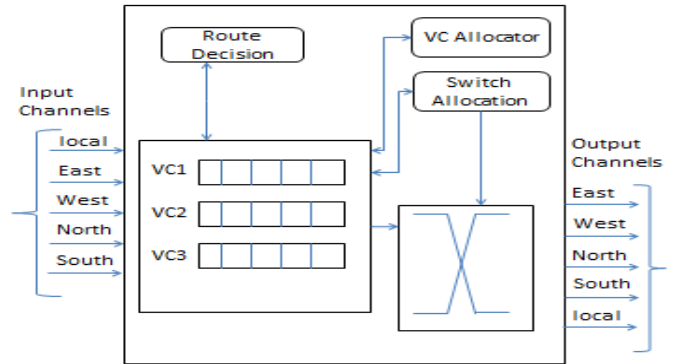 Route
Decision
VC Allocator
Switch
Allocation
Input
Channels
local
East
West
North
South
VC1
VC2
VC3
Output
Channels
East
West
North
South
local